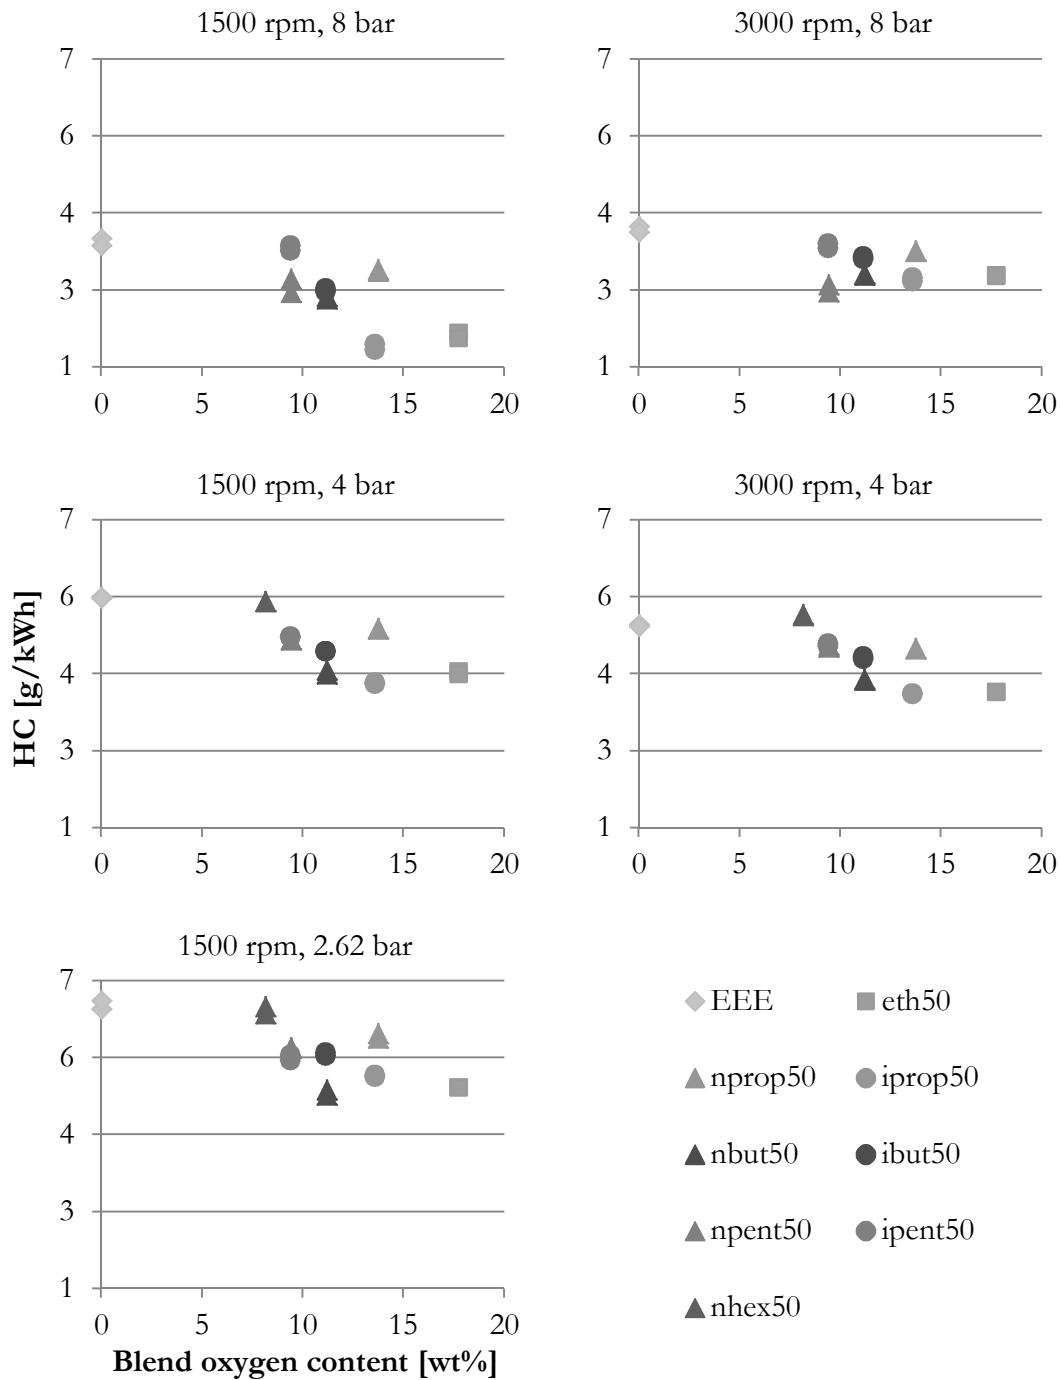 1500 rpm, 8 bar
7
6
4
3
1
0 5 10 15 20
3000 rpm, 8 bar
7
6
4
3
1
0 5 10 15 20
HC [g/kWh]
1500 rpm, 4 bar
7
6
4
3
1
0 5 10 15 20
3000 rpm, 4 bar
7
6
4
3
1
0 5 10 15 20
1500 rpm, 2.62 bar
7
6
4
3
1
0 5 10 15 20
Blend oxygen content [wt%]
EEE eth50
nprop50 iprop50
nbut50 ibut50
npent50 ipent50
nhex50